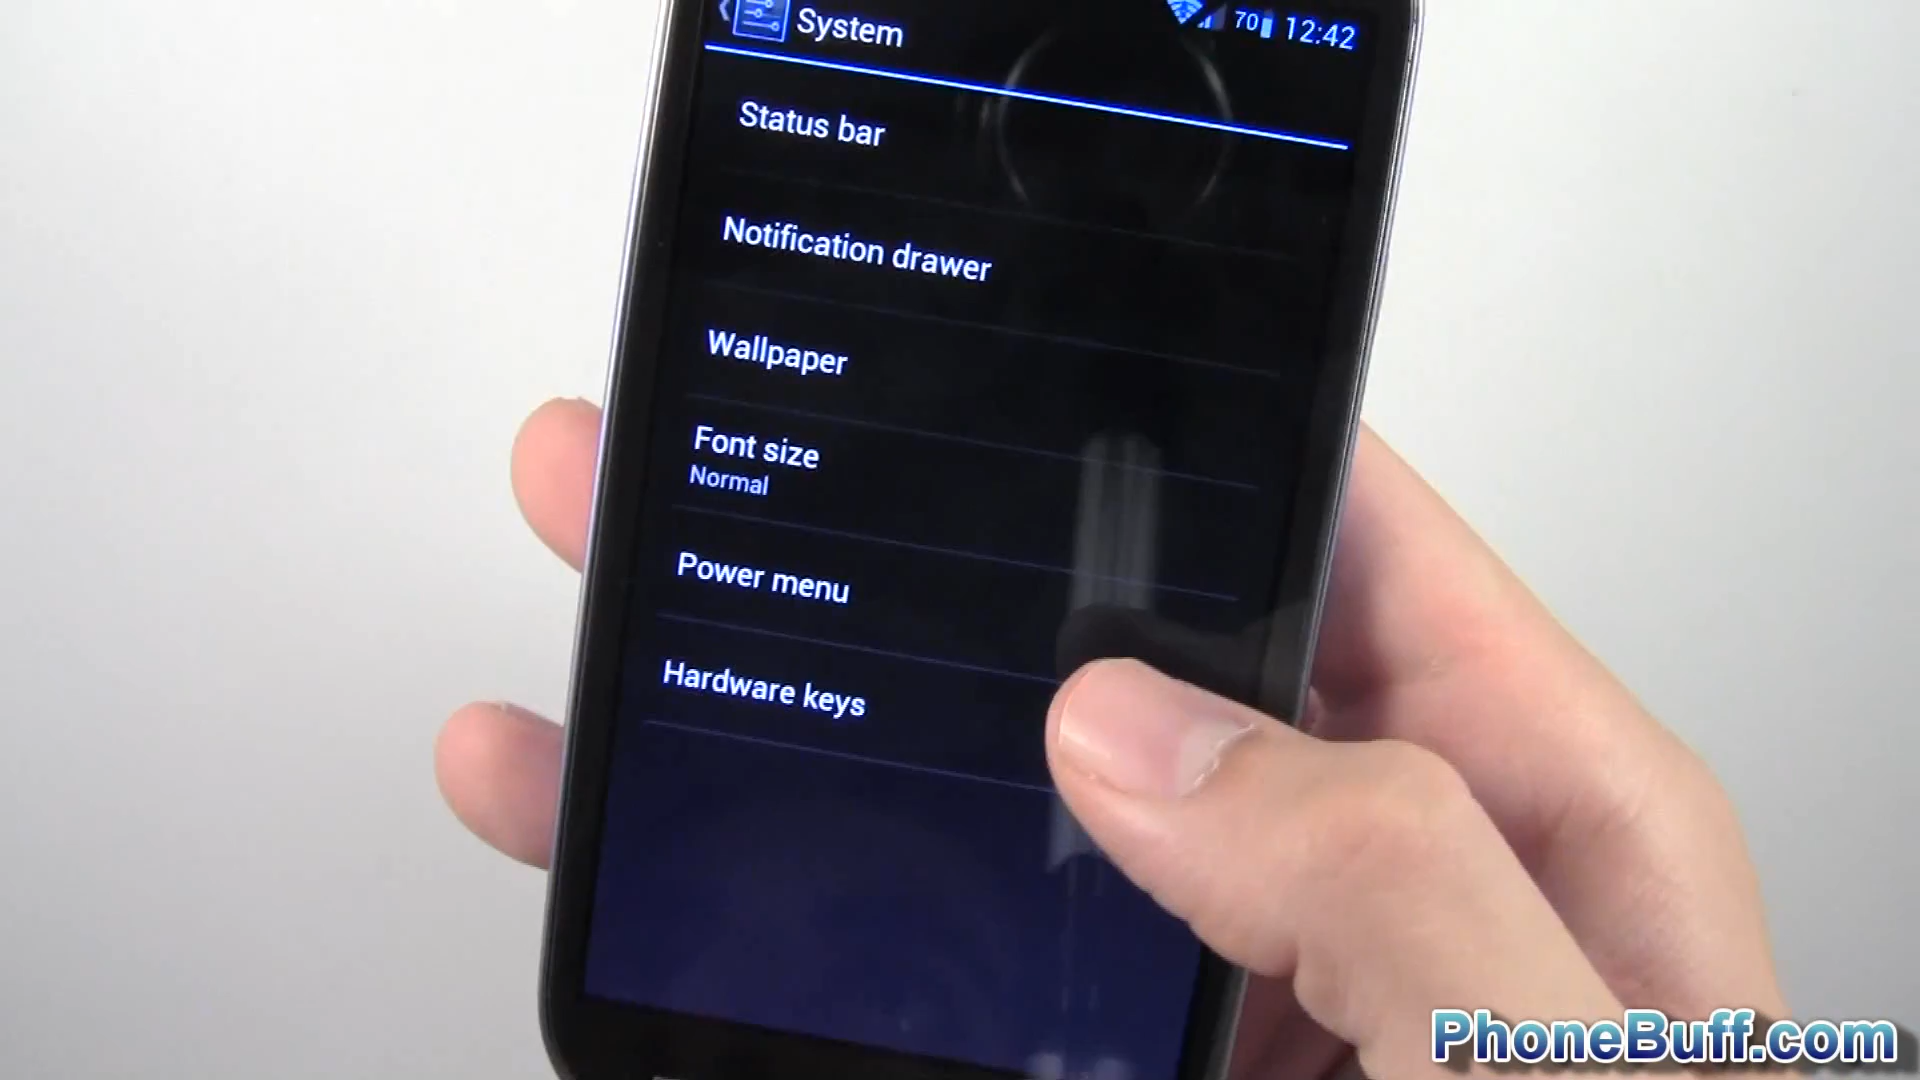 System
70 12:42
Status bar
Notification drawer
Wallpaper
Font size
Normal
Power menu
Hardware keys
PhoneBuff.com